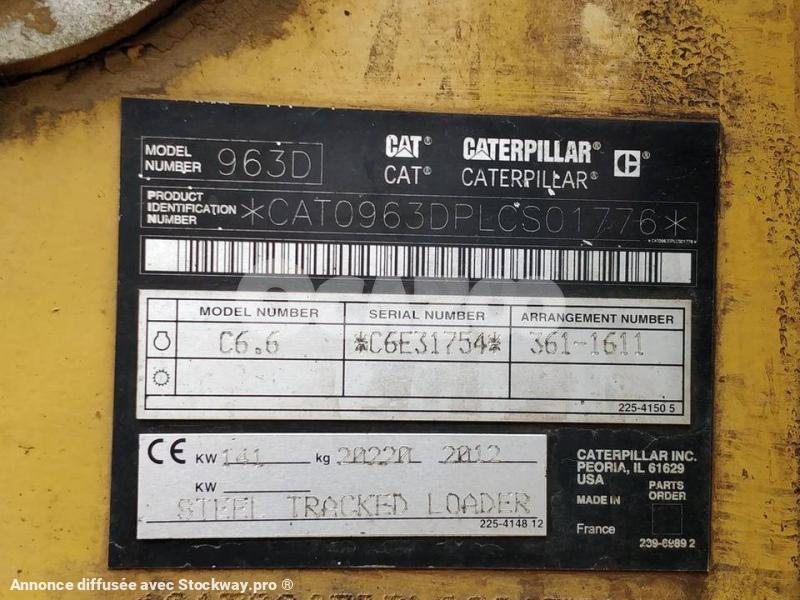 MODEL NUMBER 963D
CAT® CATERPILLAR® C®
CAT® CATERPILLAR®
PRODUCT IDENTIFICATION NUMBER *CAT0963DPLCS01776*
*CAT0963DPLCS01776*
MODEL NUMBER SERIAL NUMBER ARRANGEMENT NUMBER
C6.6 *C6E31754* 361-1611
225-4150 5
CE KW 141 kg 20220 2012
KW
STEEL TRACKED LOADER
225-4148 12
CATERPILLAR INC.
PEORIA, IL 61629
USA
MADE IN
France
PARTS
ORDER
239-6989 2
Annonce diffusée avec Stockway.pro ®